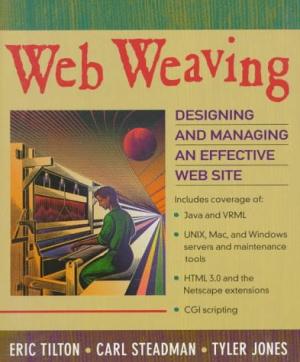 Web Weaving
DESIGNING
AND MANAGING
AN EFFECTIVE
WEB SITE
Includes coverage of:
• Java and VRML
• UNIX, Mac, and Windows
servers and maintenance
tools
• HTML 3.0 and the
Netscape extensions
• CGI scripting
ERIC TILTON • CARL STEADMAN • TYLER JONES